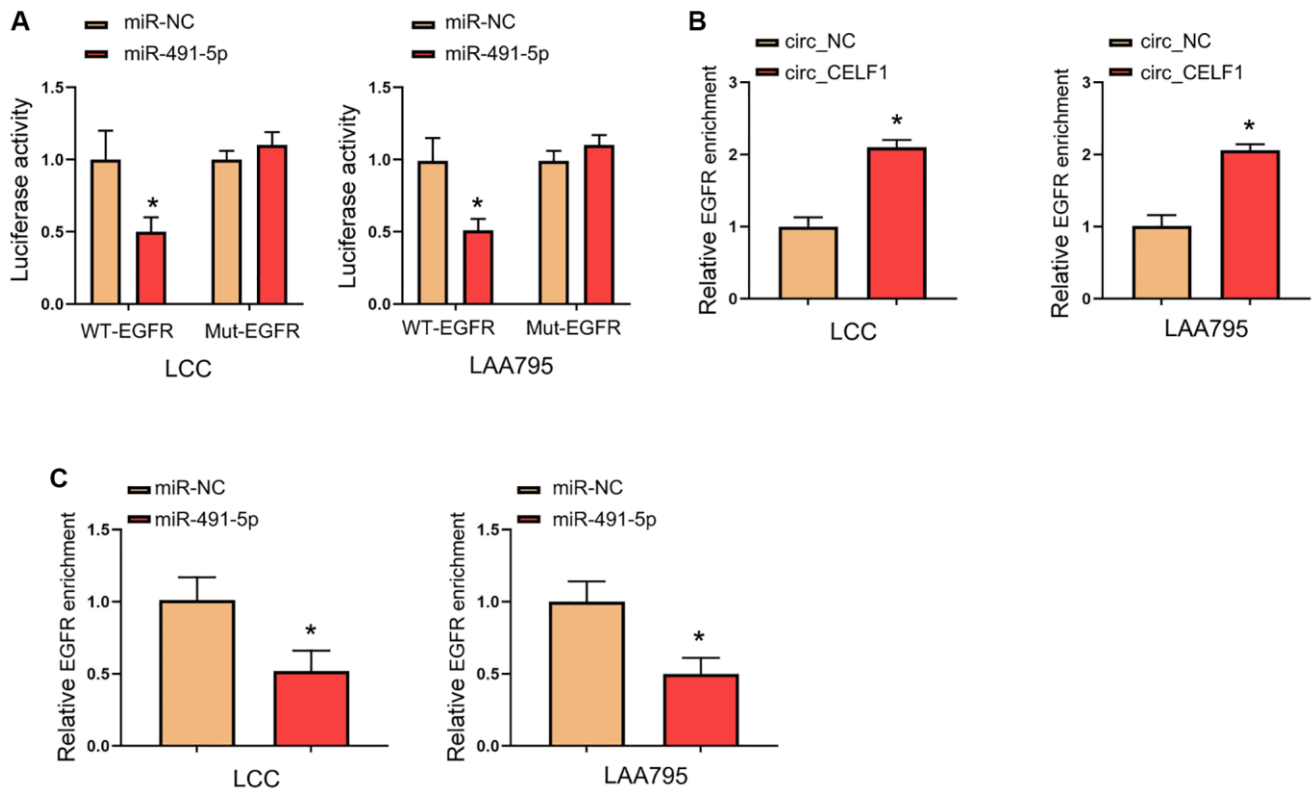 A
miR-NC
miR-491-5p
Luciferase activity
1.5
1.0
0.5
0.0
*
WT-EGFR
Mut-EGFR
LCC
miR-NC
miR-491-5p
Luciferase activity
1.5
1.0
0.5
0.0
*
WT-EGFR
Mut-EGFR
LAA795
B
circ_NC
circ_CELF1
Relative EGFR enrichment
3
2
1
0
*
LCC
circ_NC
circ_CELF1
Relative EGFR enrichment
3
2
1
0
*
LAA795
C
miR-NC
miR-491-5p
Relative EGFR enrichment
1.5
1.0
0.5
0.0
*
LCC
miR-NC
miR-491-5p
Relative EGFR enrichment
1.5
1.0
0.5
0.0
*
LAA795